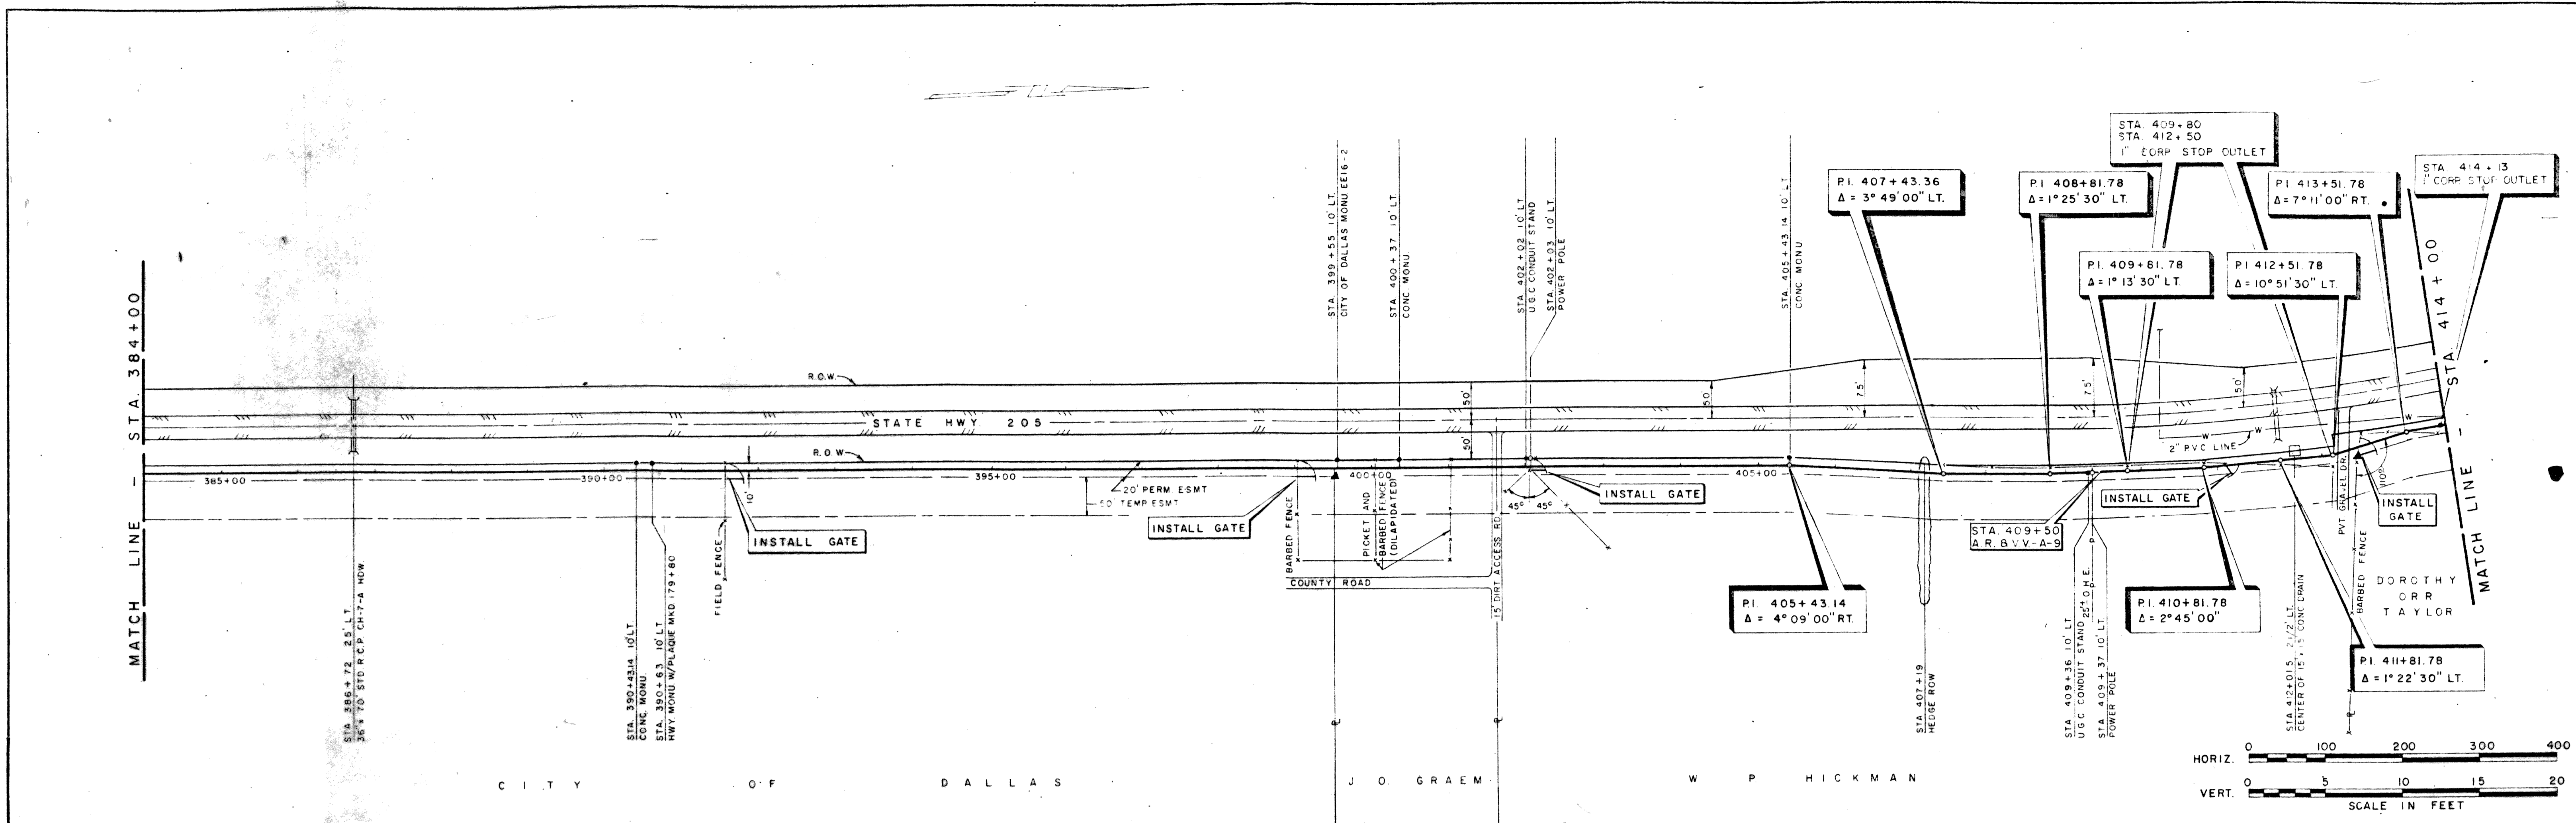 MATCH LINE - STA. 384+00
STA. 386+72 25' LT.
36" x 70' STD R.C.P. CH-7-A HDW
385+00
R.O.W.
STATE HWY. 205
R.O.W
390+00
STA. 390+43.14 10' LT.
CONC. MONU.
STA. 390+63 10' LT
HWY. MONU. W/PLAQUE MKD 179+80
FIELD FENCE
10'
INSTALL GATE
395+00
20' PERM. ESMT
50' TEMP. ESMT
INSTALL GATE
BARBED FENCE
STA. 399+55 10' LT.
CITY OF DALLAS MONU. EE16-2
STA. 400+37 10' LT.
CONC. MONU.
400+00
PICKET AND
BARBED FENCE
(DILAPIDATED)
COUNTY ROAD
50'
50'
15' DIRT ACCESS RD.
STA. 402+02 10' LT.
U.G.C. CONDUIT STAND
STA. 402+03 10' LT.
POWER POLE
45° 45°
INSTALL GATE
50'
405+00
STA. 405+43.14 10' LT
CONC MONU
P.I. 405+43.14
Δ = 4° 09' 00" RT.
75'
P.I. 407+43.36
Δ = 3° 49' 00" LT.
STA 407+19
HEDGE ROW
P.I. 408+81.78
Δ = 1° 25' 30" LT.
STA. 409+50
A.R. & V.V.-A-9
75'
STA. 409+80
STA. 412+50
1" CORP STOP OUTLET
P.I. 409+81.78
Δ = 1° 13' 30" LT.
STA 409+36 10' LT
U G C CONDUIT STAND
25'± O.H.E.
P
P
STA. 409+37 10' LT
POWER POLE
INSTALL GATE
P.I. 410+81.78
Δ = 2° 45' 00"
W
W
W
2" PVC LINE
50'
P.I. 411+81.78
Δ = 1° 22' 30" LT.
P.I. 412+51.78
Δ = 10° 51' 30" LT.
P.I. 413+51.78
Δ = 7° 11' 00" RT.
STA. 414+13
1" CORP STOP OUTLET
PVT GRAVEL DR.
110°
INSTALL
GATE
BARBED FENCE
DOROTHY
ORR
TAYLOR
MATCH LINE - STA. 414+00
CITY OF DALLAS
J. O. GRAEM
W P HICKMAN
HORIZ. 0 100 200 300 400
VERT. 0 5 10 15 20
SCALE IN FEET